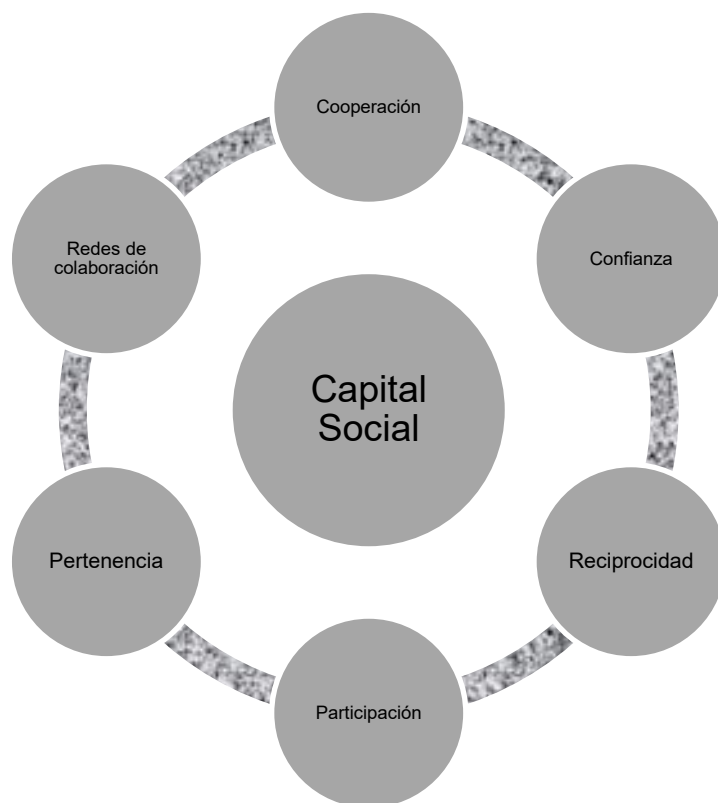 Cooperación
Confianza
Reciprocidad
Participación
Pertenencia
Redes de
colaboración
Capital
Social